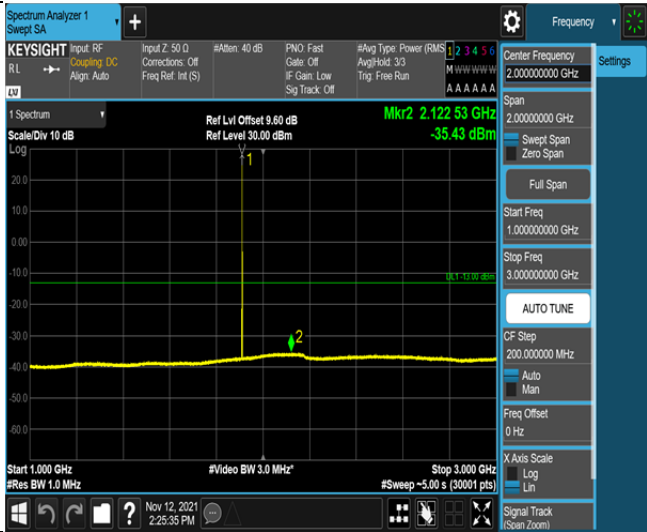 Spectrum Analyzer 1
Swept SA
+
Frequency
KEYSIGHT
RL
LXI
Input: RF
Coupling: DC
Align: Auto
Input Z: 50 Ω
Corrections: Off
Freq Ref: Int (S)
#Atten: 40 dB
PNO: Fast
Gate: Off
IF Gain: Low
Sig Track: Off
#Avg Type: Power (RMS
Avg|Hold: 3/3
Trig: Free Run
1 2 3 4 5 6
M W W W W W
A A A A A A
1 Spectrum
Scale/Div 10 dB
Log
Ref Lvl Offset 9.60 dB
Ref Level 30.00 dBm
Mkr2 2.122 53 GHz
-35.43 dBm
1
20.0
10.0
0.00
-10.0
DL1 -13.00 dBm
-20.0
-30.0
2
-40.0
-50.0
-60.0
Start 1.000 GHz
#Res BW 1.0 MHz
#Video BW 3.0 MHz*
Stop 3.000 GHz
#Sweep ~5.00 s (30001 pts)
?
Nov 12, 2021
2:25:35 PM
Center Frequency
2.000000000 GHz
Settings
Span
2.00000000 GHz
Swept Span
Zero Span
Full Span
Start Freq
1.000000000 GHz
Stop Freq
3.000000000 GHz
AUTO TUNE
CF Step
200.000000 MHz
Auto
Man
Freq Offset
0 Hz
X Axis Scale
Log
Lin
Signal Track
(Span Zoom)